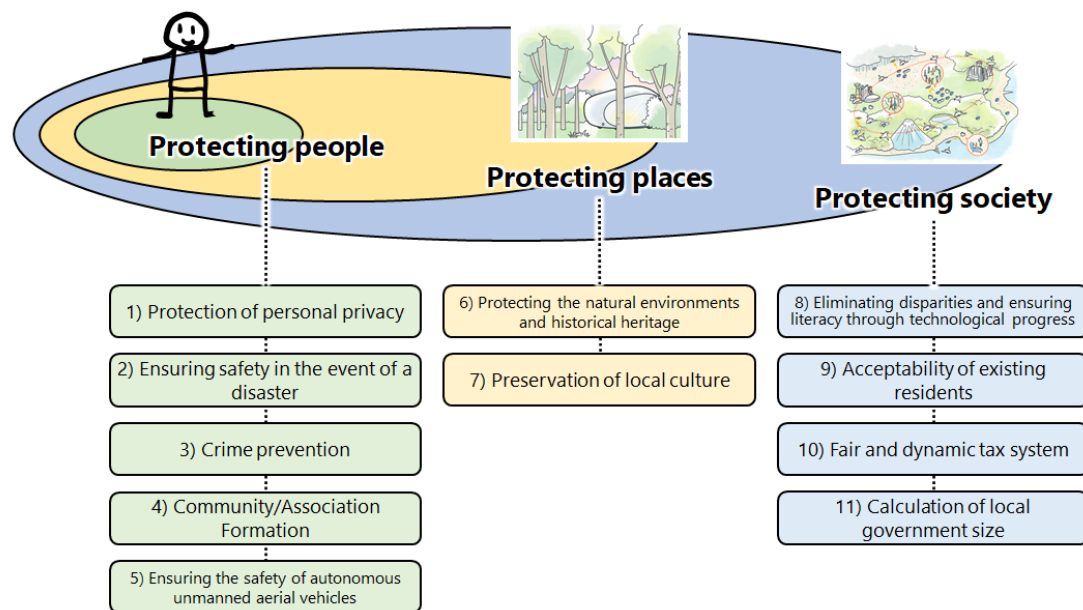 Protecting people
Protecting places
Protecting society
1) Protection of personal privacy
2) Ensuring safety in the event of a
disaster
3) Crime prevention
4) Community/Association
Formation
5) Ensuring the safety of autonomous
unmanned aerial vehicles
6) Protecting the natural environments
and historical heritage
7) Preservation of local culture
8) Eliminating disparities and ensuring
literacy through technological progress
9) Acceptability of existing
residents
10) Fair and dynamic tax system
11) Calculation of local
government size